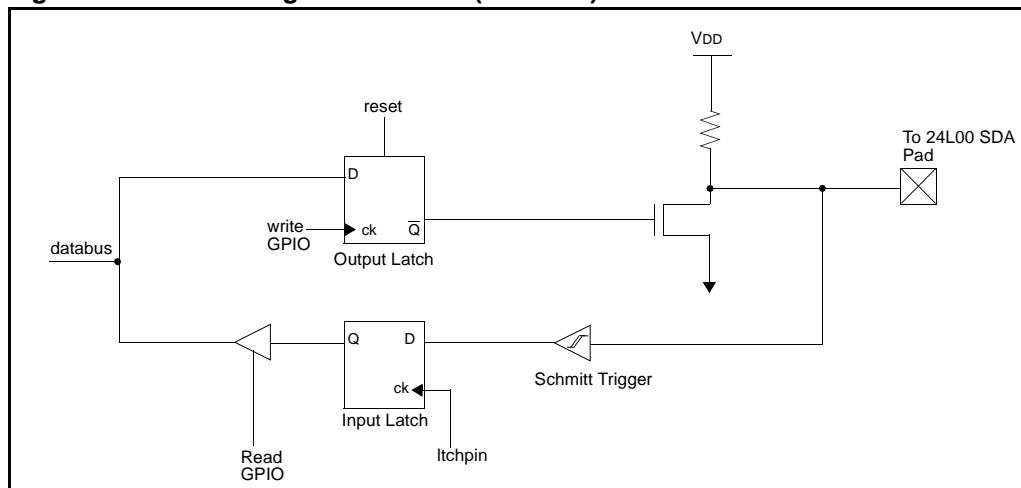 VDD
reset
To 24L00 SDA
Pad
D
write
GPIO
ck
Q
databus
Output Latch
Q
D
Schmitt Trigger
ck
Input Latch
Read
GPIO
ltchpin